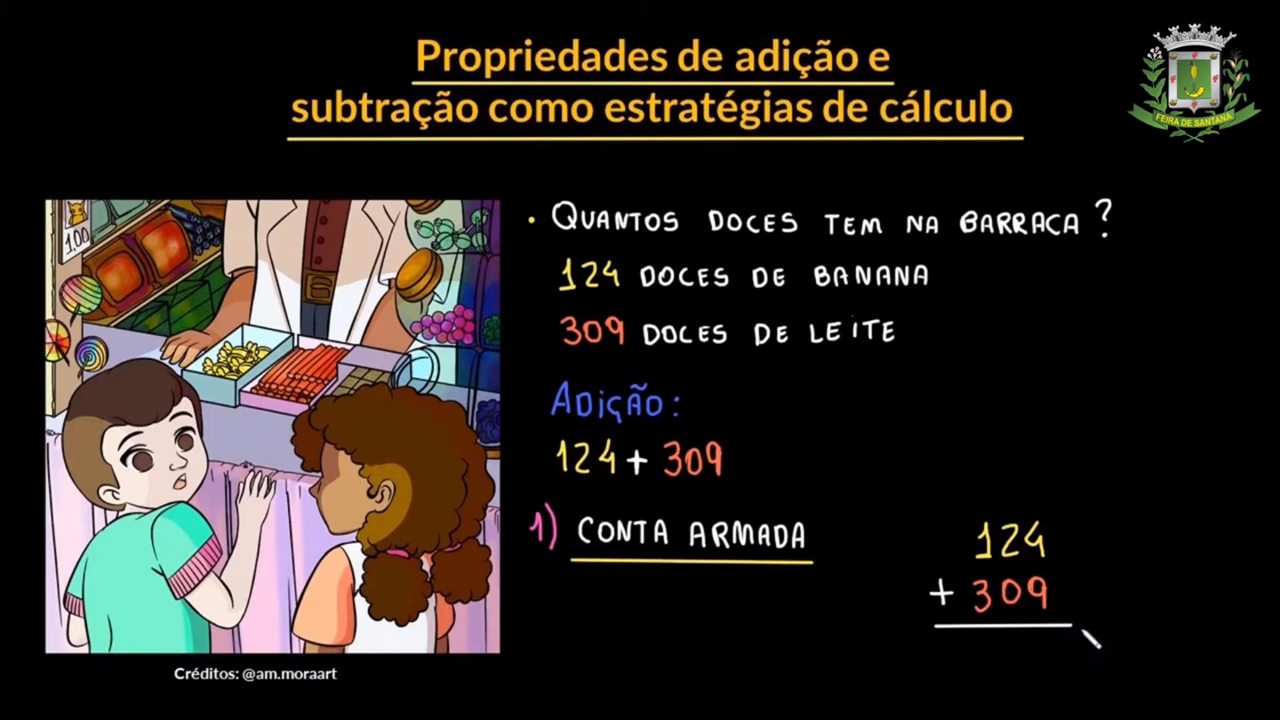 Propriedades de adição e
subtração como estratégias de cálculo
FEIRA DE SANTANA
1,00
• QUANTOS DOCES TEM NA BARRACA?
124 DOCES DE BANANA
309 DOCES DE LEITE
ADIÇÃO:
124 + 309
1) CONTA ARMADA
124
+ 309
Créditos: @am.moraart